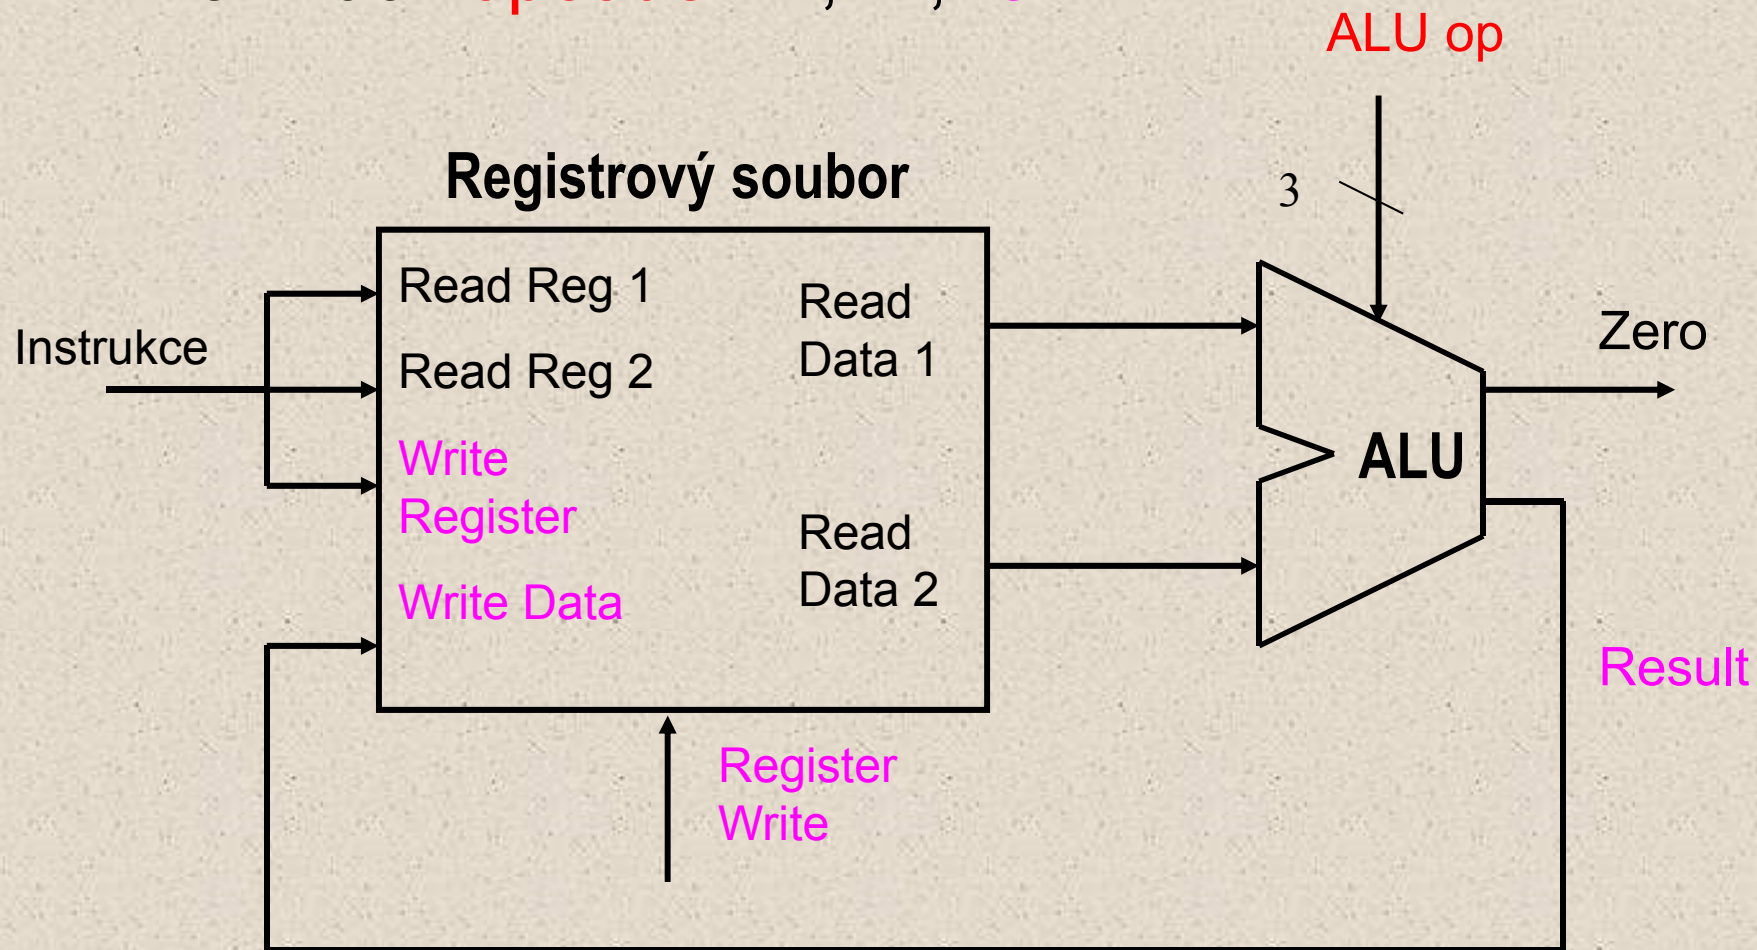 ALU op
3
Registrový soubor
Instrukce
Read Reg 1
Read Reg 2
Write
Register
Write Data
Read
Data 1
Read
Data 2
ALU
Zero
Result
Register
Write